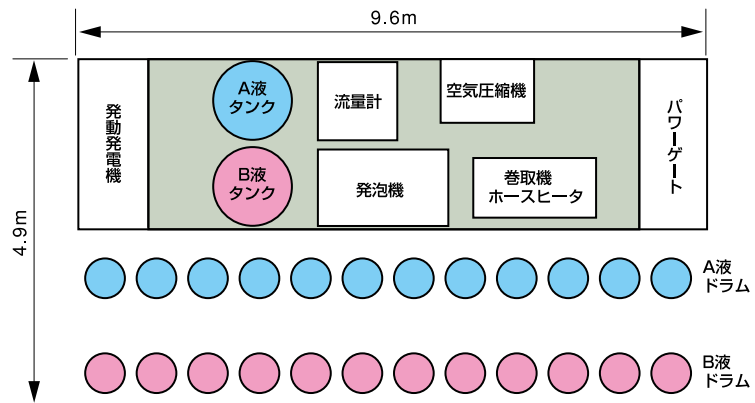 9.6m
4.9m
発動発電機
A液
タンク
流量計
空気圧縮機
パワーゲート
B液
タンク
発泡機
巻取機
ホースヒータ
A液
ドラム
B液
ドラム